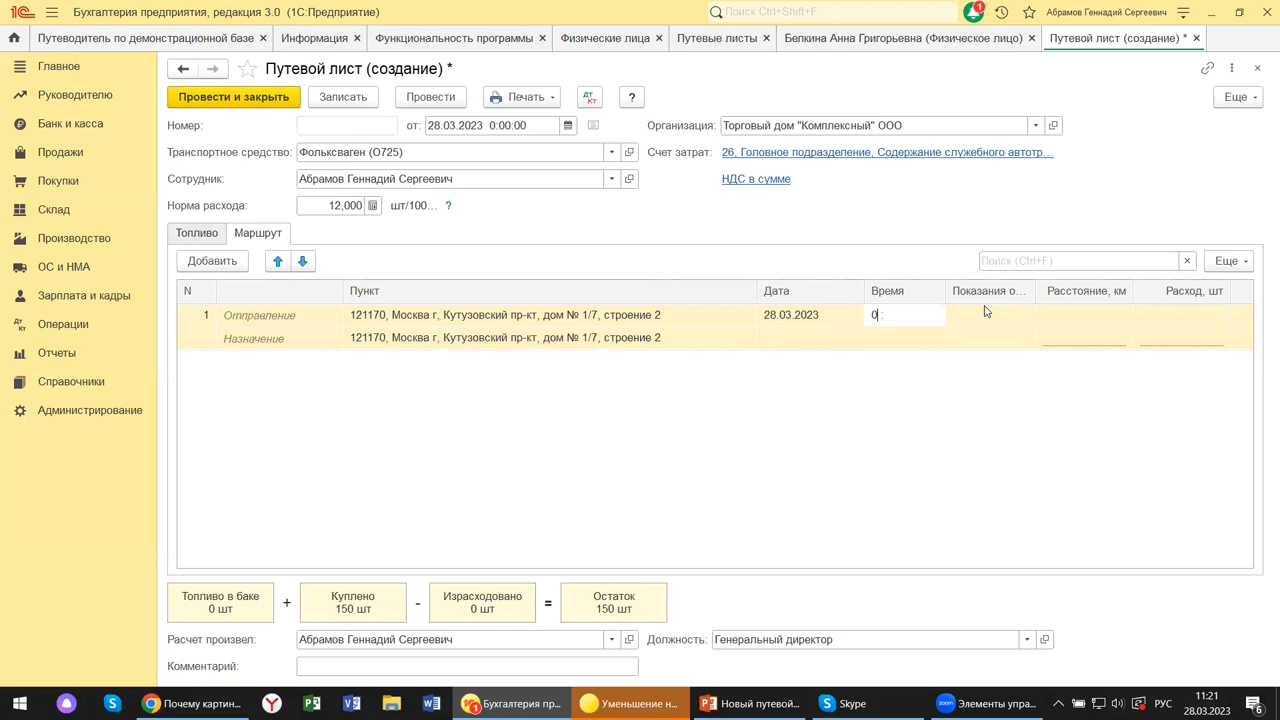 Бухгалтерия предприятия, редакция 3.0 (1С:Предприятие)
Поиск Ctrl+Shift+F
1
Абрамов Геннадий Сергеевич
Путеводитель по демонстрационной базе
Информация
Функциональность программы
Физические лица
Путевые листы
Белкина Анна Григорьевна (Физическое лицо)
Путевой лист (создание) *
Главное
Руководителю
Банк и касса
Продажи
Покупки
Склад
Производство
ОС и НМА
Зарплата и кадры
Операции
Отчеты
Справочники
Администрирование
Путевой лист (создание) *
Провести и закрыть
Записать
Провести
Печать
Дт Кт
?
Еще
Номер:
от: 28.03.2023 0:00:00
Организация: Торговый дом "Комплексный" ООО
Транспортное средство: Фольксваген (О725)
Счет затрат: 26, Головное подразделение, Содержание служебного автотр...
Сотрудник: Абрамов Геннадий Сергеевич
НДС в сумме
Норма расхода: 12,000 шт/100... ?
Топливо
Маршрут
Добавить
Поиск (Ctrl+F)
Еще
N Пункт Дата Время Показания о... Расстояние, км Расход, шт
1 Отправление 121170, Москва г, Кутузовский пр-кт, дом № 1/7, строение 2 28.03.2023 0 :
Назначение 121170, Москва г, Кутузовский пр-кт, дом № 1/7, строение 2
Топливо в баке
0 шт
+
Куплено
150 шт
-
Израсходовано
0 шт
=
Остаток
150 шт
Расчет произвел: Абрамов Геннадий Сергеевич
Должность: Генеральный директор
Комментарий:
Почему картин...
Бухгалтерия пр...
Уменьшение н...
Новый путевой...
Skype
Элементы упра...
РУС
11:21
28.03.2023
6